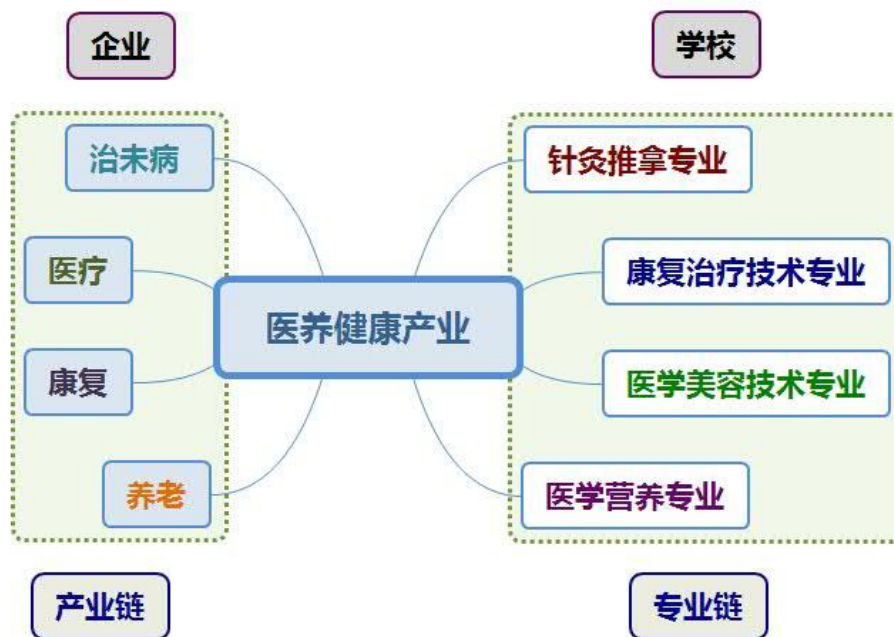 企业
学校
治未病
针灸推拿专业
医疗
康复治疗技术专业
医养健康产业
康复
医学美容技术专业
养老
医学营养专业
产业链
专业链